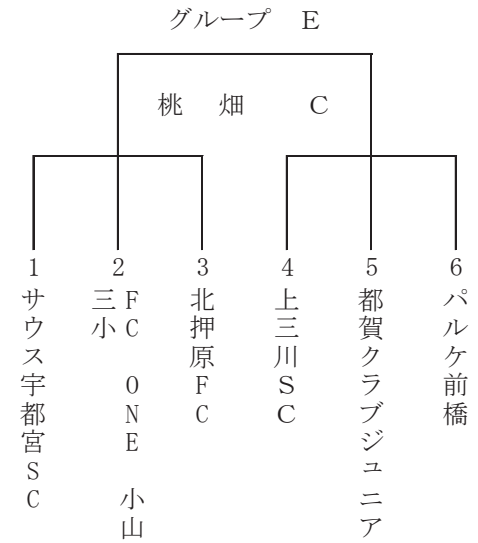 グループ　E
桃　畑　　C
1
サウス宇都宮SC
2
FC ONE 小山
三小
3
北押原FC
4
上三川SC
5
都賀クラブジュニア
6
パルケ前橋